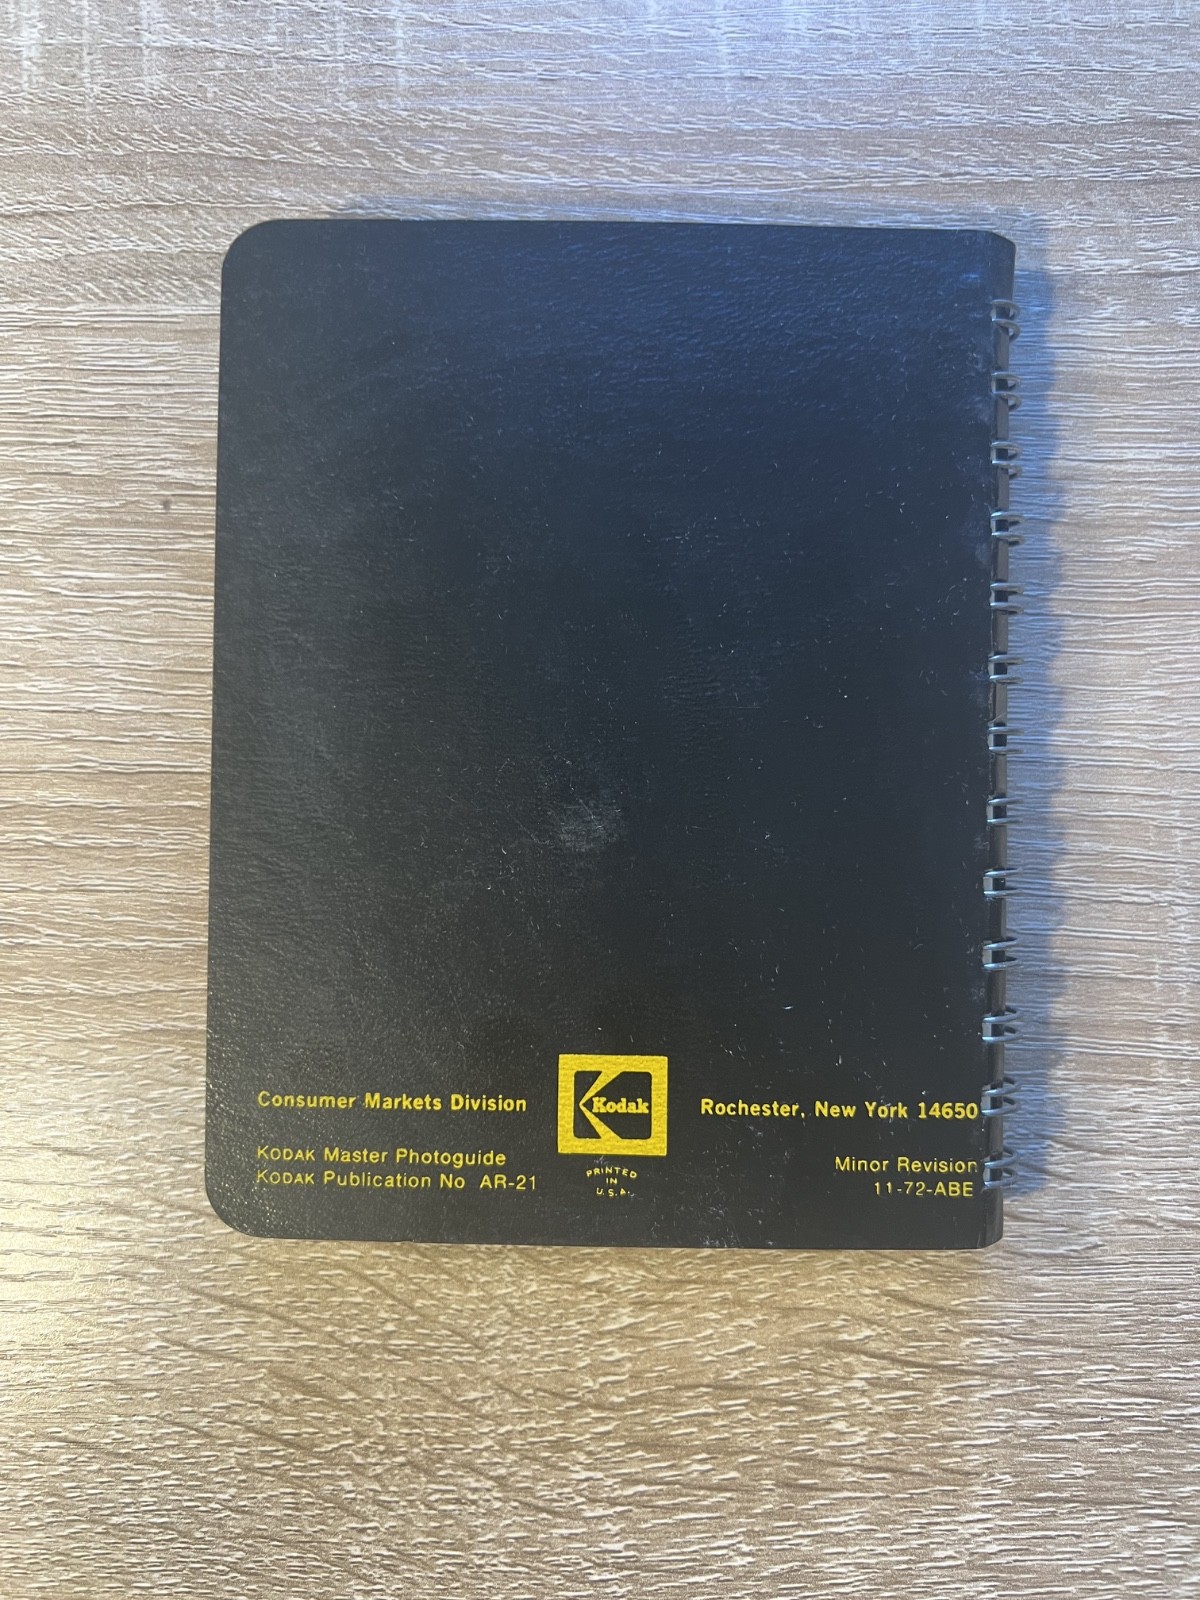 Consumer Markets Division
Kodak
Rochester, New York 14650
KODAK Master Photoguide
KODAK Publication No AR-21
PRINTED
IN
U.S.A.
Minor Revision
11-72-ABE